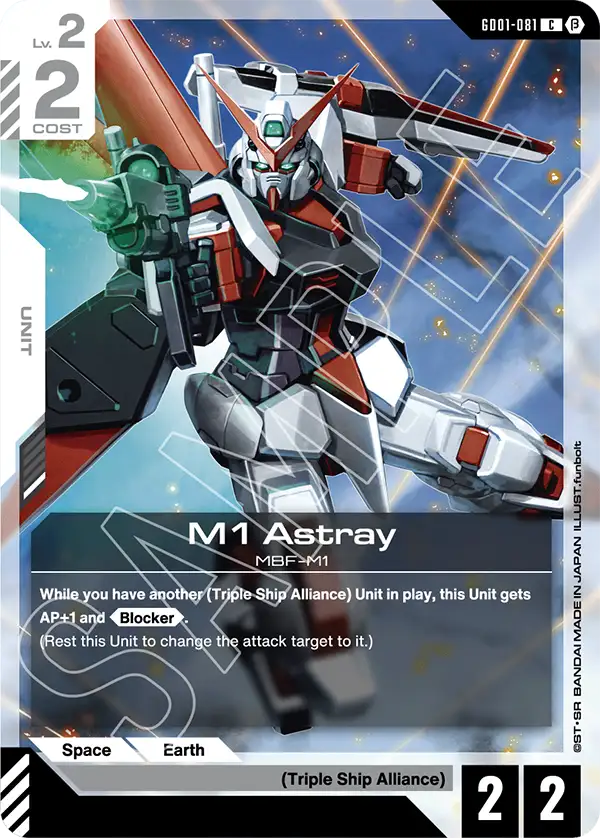 GD01-081 C β
Lv. 2
2
COST
UNIT
SAMPLE
M1 Astray
MBF-M1
While you have another (Triple Ship Alliance) Unit in play, this Unit gets
AP+1 and Blocker.
(Rest this Unit to change the attack target to it.)
©ST・SR BANDAI MADE IN JAPAN ILLUST.funbolt
Space Earth
(Triple Ship Alliance)
2 2